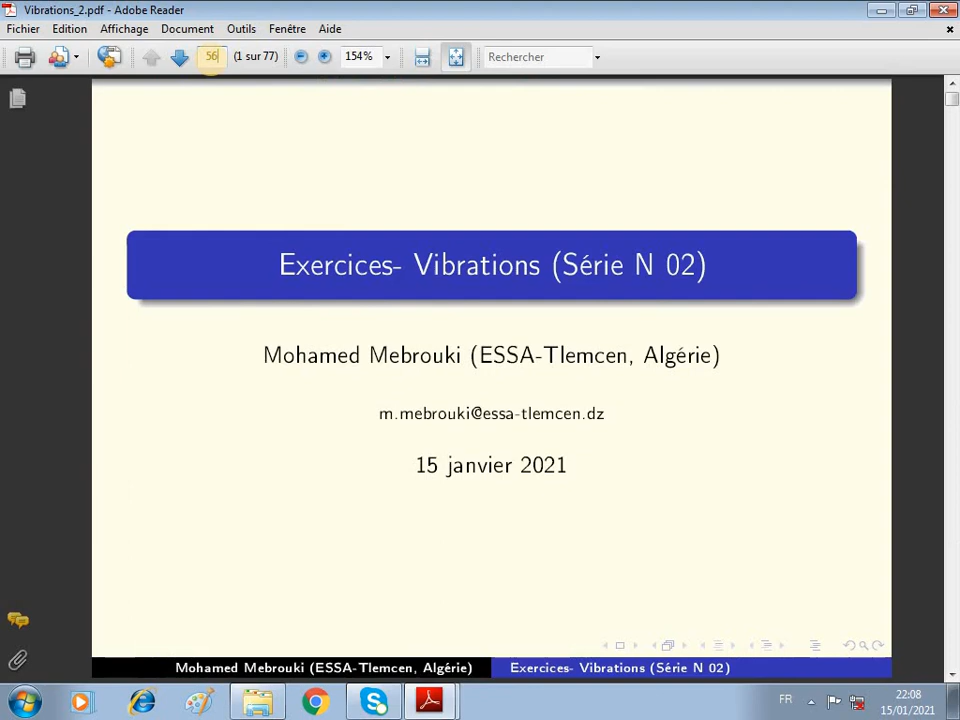 Vibrations_2.pdf - Adobe Reader
Fichier Edition Affichage Document Outils Fenêtre Aide
56 (1 sur 77) 154% Rechercher
Exercices- Vibrations (Série N 02)
Mohamed Mebrouki (ESSA-Tlemcen, Algérie)
m.mebrouki@essa-tlemcen.dz
15 janvier 2021
Mohamed Mebrouki (ESSA-Tlemcen, Algérie) Exercices- Vibrations (Série N 02)
FR 22:08
15/01/2021